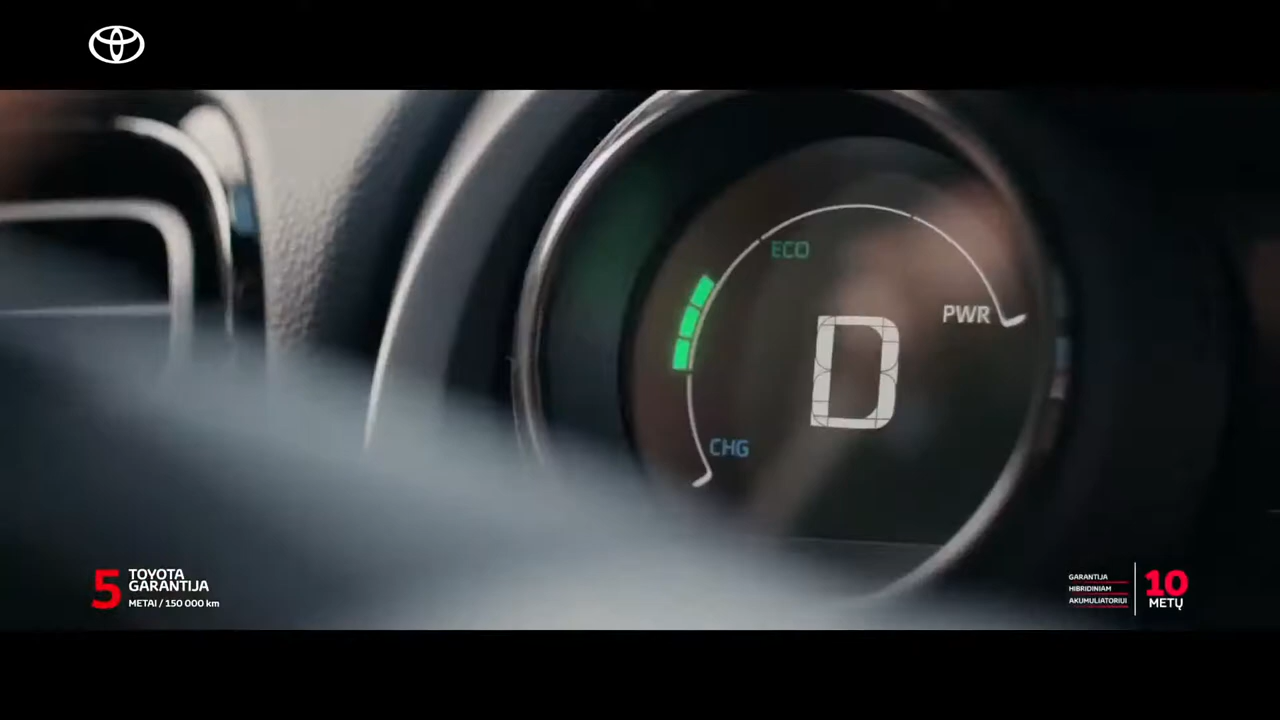 ECO
PWR
D
CHG
5 TOYOTA
GARANTIJA
METAI / 150 000 km
GARANTIJA
HIBRIDINIAM
AKUMULIATORIUI
10
METŲ